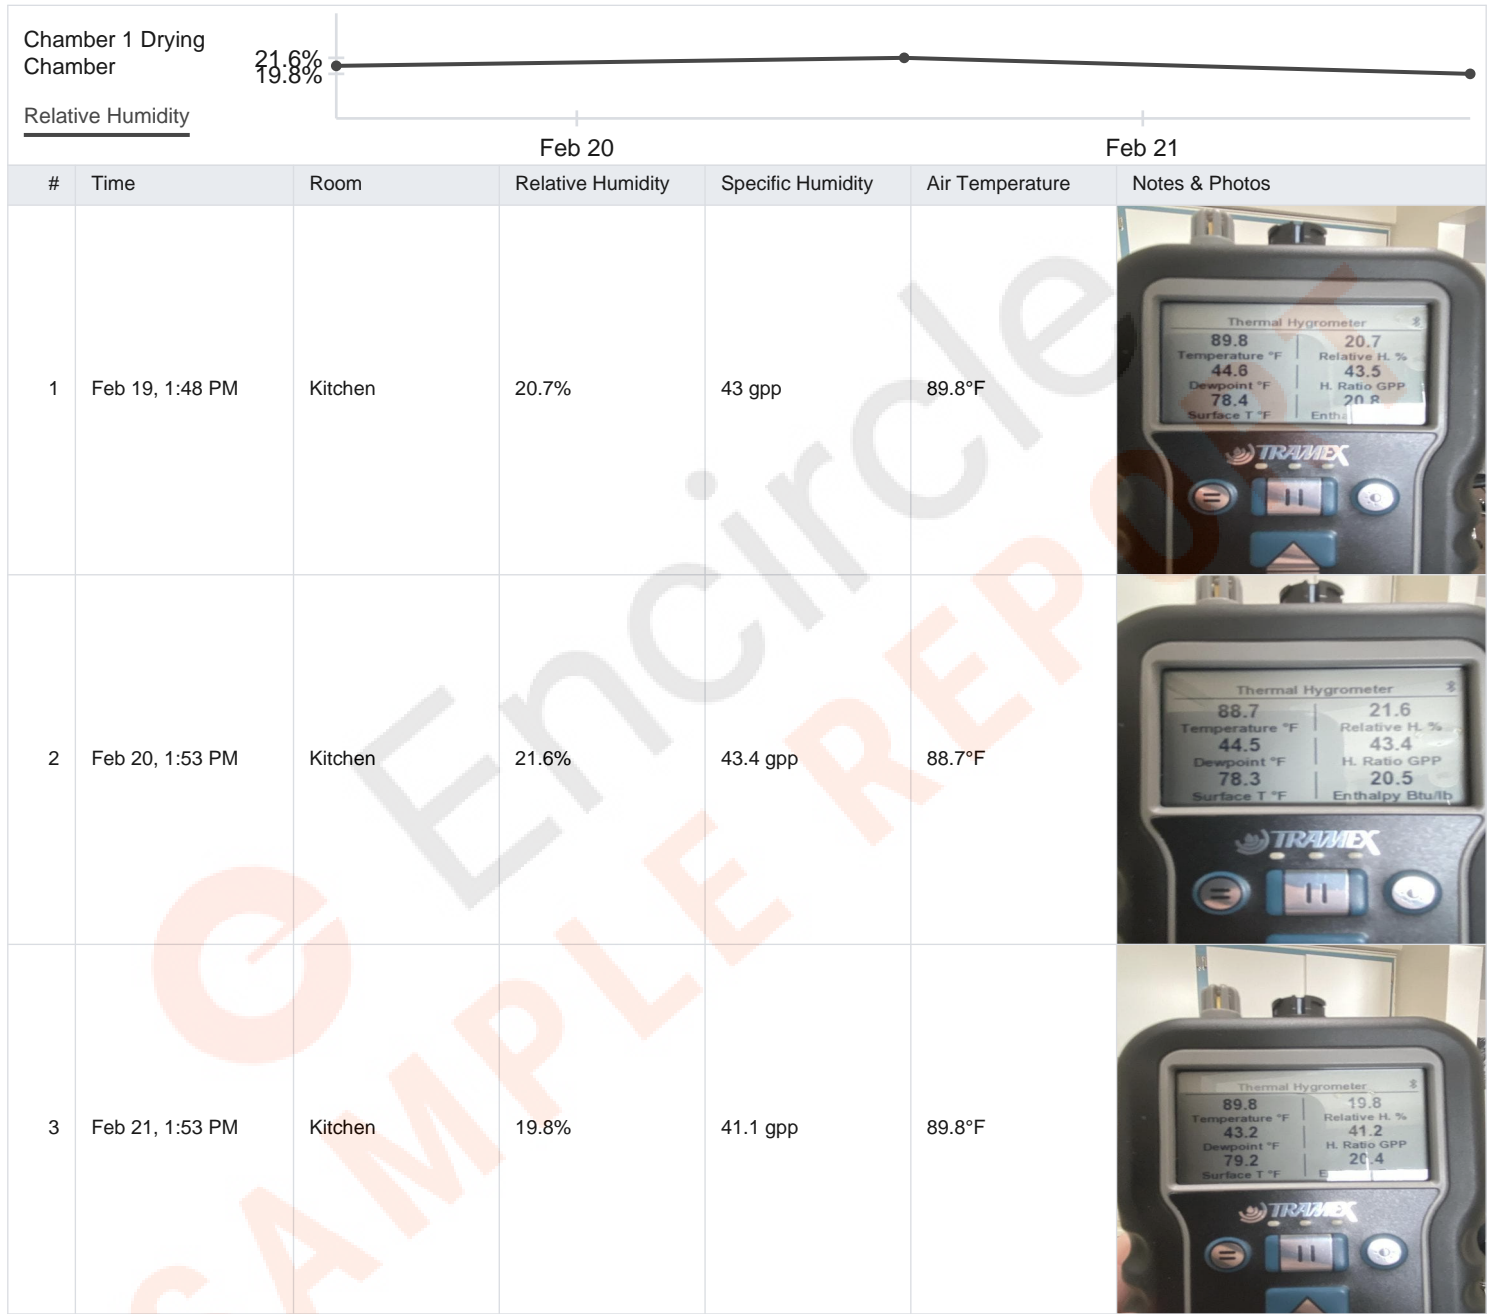 Chamber 1 Drying
Chamber
Relative Humidity
21.6%
19.8%
Feb 20 Feb 21
# Time Room Relative Humidity Specific Humidity Air Temperature Notes & Photos
1 Feb 19, 1:48 PM Kitchen 20.7% 43 gpp 89.8°F
Thermal Hygrometer
89.8 20.7
Temperature °F Relative H. %
44.6 43.5
Dewpoint °F H. Ratio GPP
78.4 20.8
Surface T °F Entha
TRAMEX
2 Feb 20, 1:53 PM Kitchen 21.6% 43.4 gpp 88.7°F
Thermal Hygrometer
88.7 21.6
Temperature °F Relative H. %
44.5 43.4
Dewpoint °F H. Ratio GPP
78.3 20.5
Surface T °F Enthalpy Btu/lb
TRAMEX
3 Feb 21, 1:53 PM Kitchen 19.8% 41.1 gpp 89.8°F
Thermal Hygrometer
89.8 19.8
Temperature °F Relative H. %
43.2 41.2
Dewpoint °F H. Ratio GPP
79.2 20.4
Surface T °F E
TRAMEX
Encircle
SAMPLE REPORT